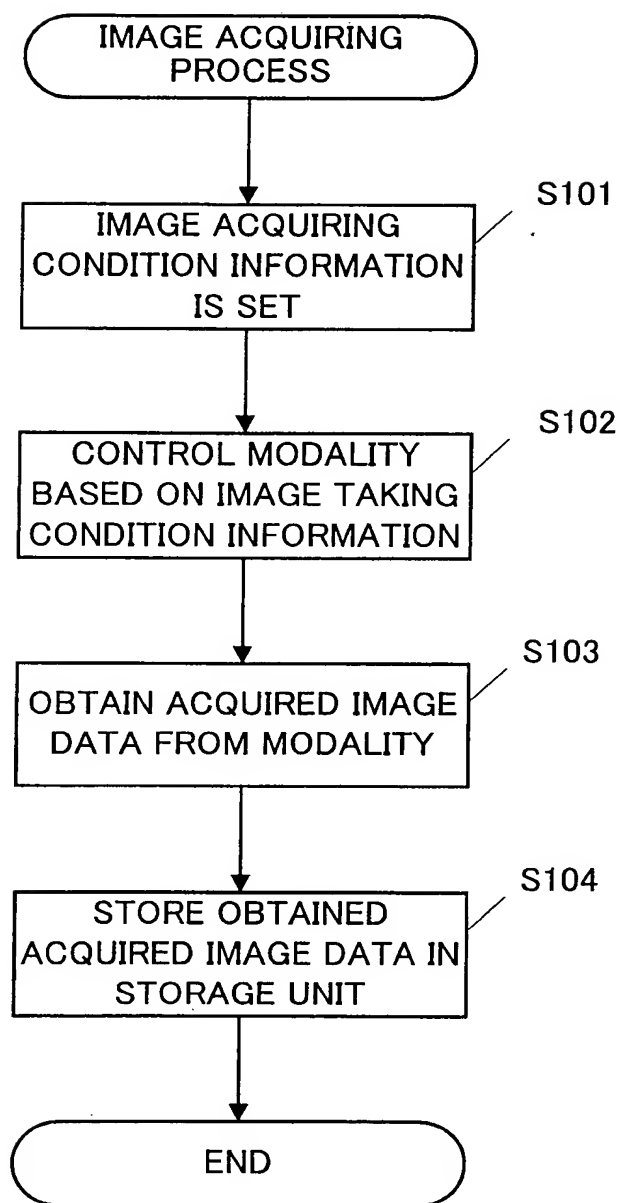 IMAGE ACQUIRING
PROCESS
S101
IMAGE ACQUIRING
CONDITION INFORMATION
IS SET
S102
CONTROL MODALITY
BASED ON IMAGE TAKING
CONDITION INFORMATION
S103
OBTAIN ACQUIRED IMAGE
DATA FROM MODALITY
S104
STORE OBTAINED
ACQUIRED IMAGE DATA IN
STORAGE UNIT
END